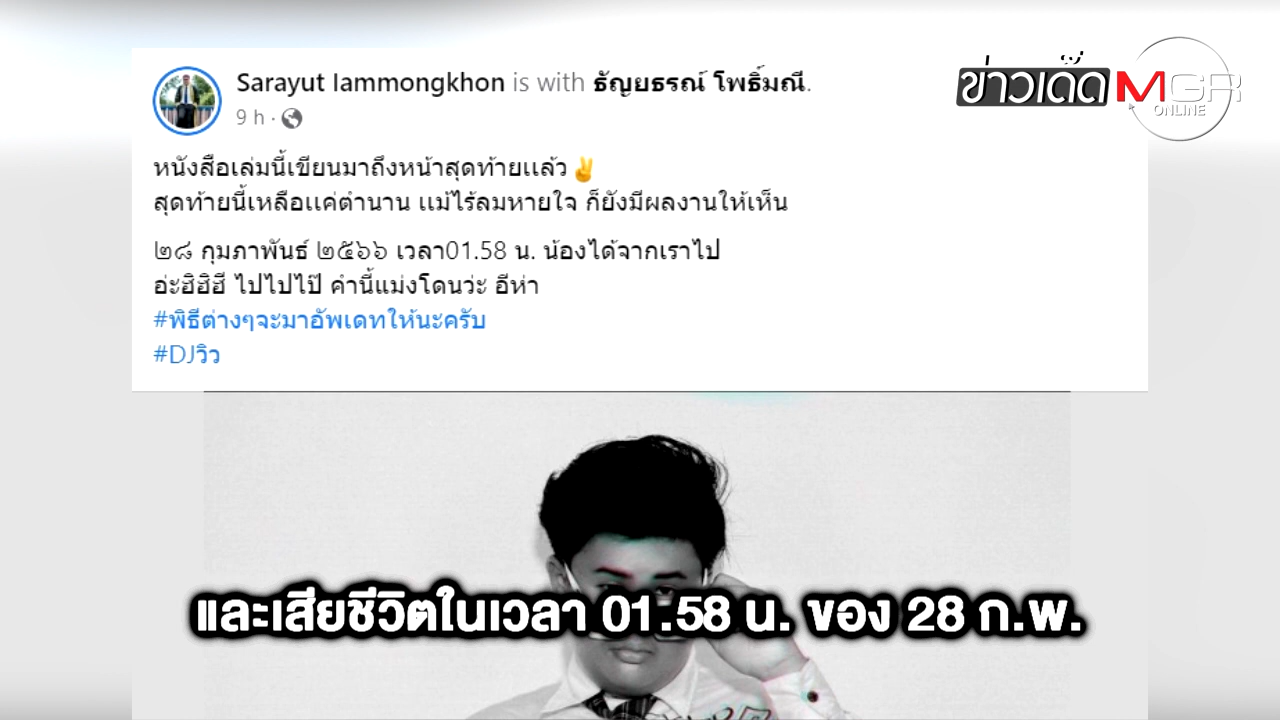 Sarayut Iammongkhon is with ธัญยธรณ์ โพธิ์มณี.
9 h ·
ข่าวเด็ด MGR ONLINE
หนังสือเล่มนี้เขียนมาถึงหน้าสุดท้ายแล้ว✌
สุดท้ายนี้เหลือแค่ตำนาน แม้ไร้ลมหายใจ ก็ยังมีผลงานให้เห็น
๒๘ กุมภาพันธ์ ๒๕๖๖ เวลา01.58 น. น้องได้จากเราไป
อ่ะฮิฮิฮี ไปไปไป๊ คำนี้แม่งโดนว่ะ อีห่า
#พิธีต่างๆจะมาอัพเดทให้นะครับ
#DJวิว
และเสียชีวิตในเวลา 01.58 น. ของ 28 ก.พ.